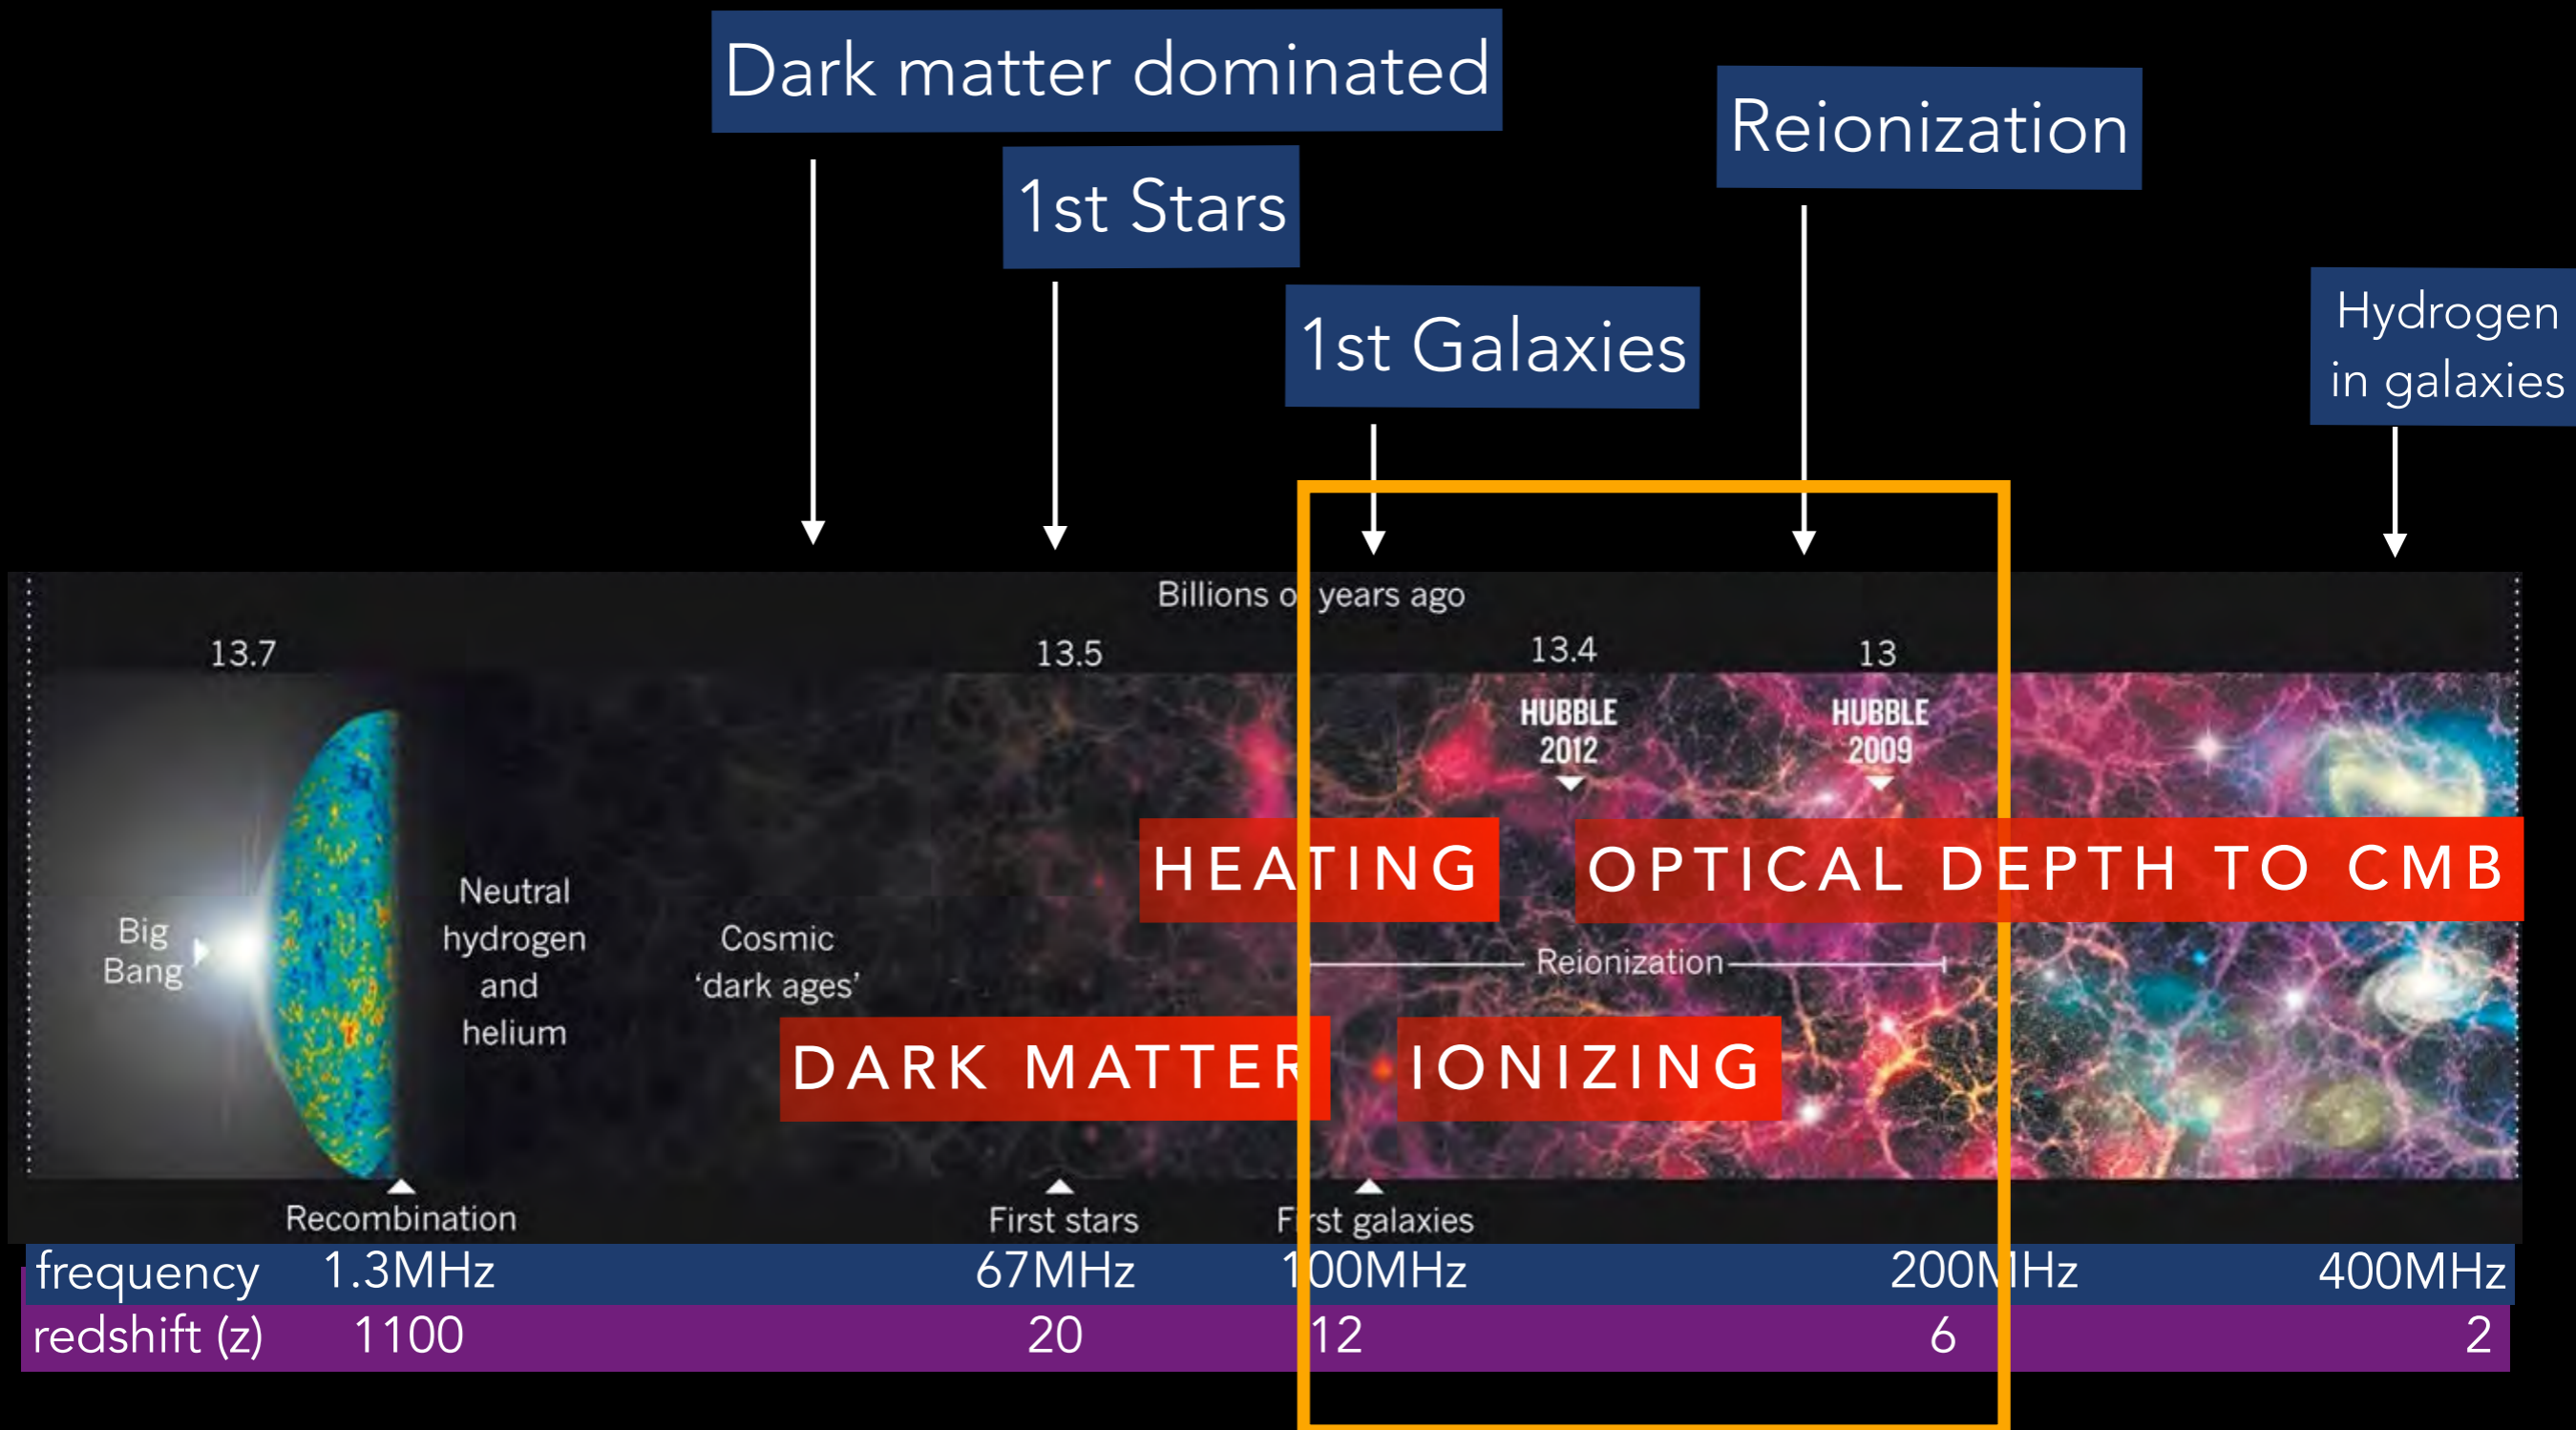 Dark matter dominated
1st Stars
1st Galaxies
Reionization
Hydrogen
in galaxies
Billions of years ago
13.7
13.5
13.4
13
HUBBLE
2012
HUBBLE
2009
HEATING
OPTICAL DEPTH TO CMB
Big
Bang
Neutral
hydrogen
and
helium
Cosmic
‘dark ages’
Reionization
DARK MATTER
IONIZING
Recombination
First stars
First galaxies
frequency 1.3MHz 67MHz 100MHz 200MHz 400MHz
redshift (z) 1100 20 12 6 2